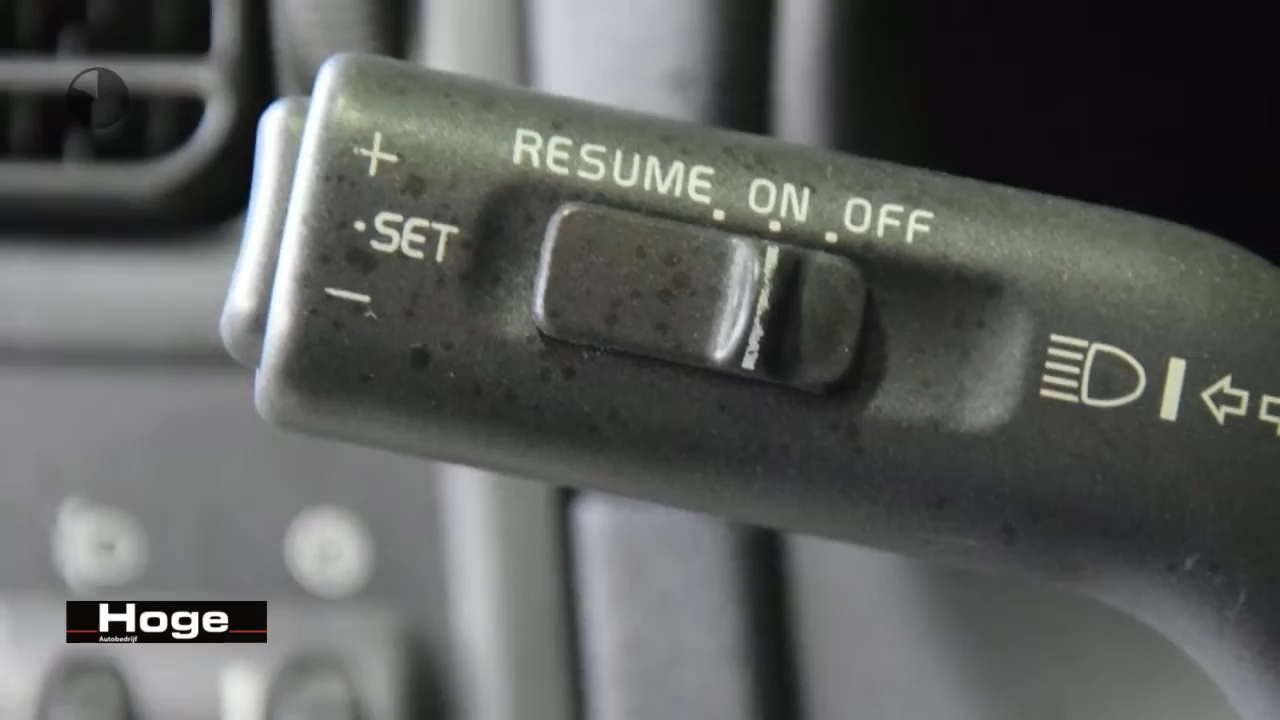 +
RESUME ON OFF
·SET
−
Hoge
Autobedrijf